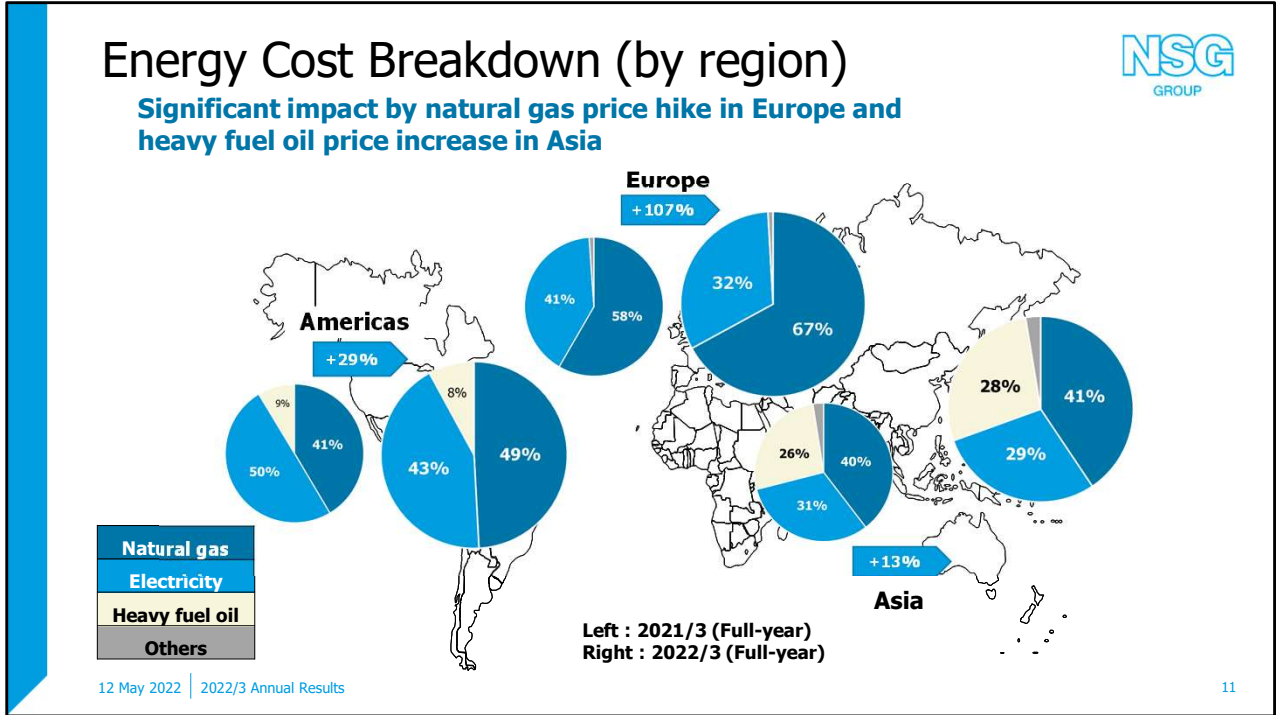 Energy Cost Breakdown (by region)
NSG
GROUP
Significant impact by natural gas price hike in Europe and
heavy fuel oil price increase in Asia
Europe
+107%
41%
58%
32%
67%
Americas
+29%
9%
41%
50%
8%
43%
49%
26%
40%
31%
28%
41%
29%
+13%
Asia
Natural gas
Electricity
Heavy fuel oil
Others
Left : 2021/3 (Full-year)
Right : 2022/3 (Full-year)
12 May 2022 | 2022/3 Annual Results
11